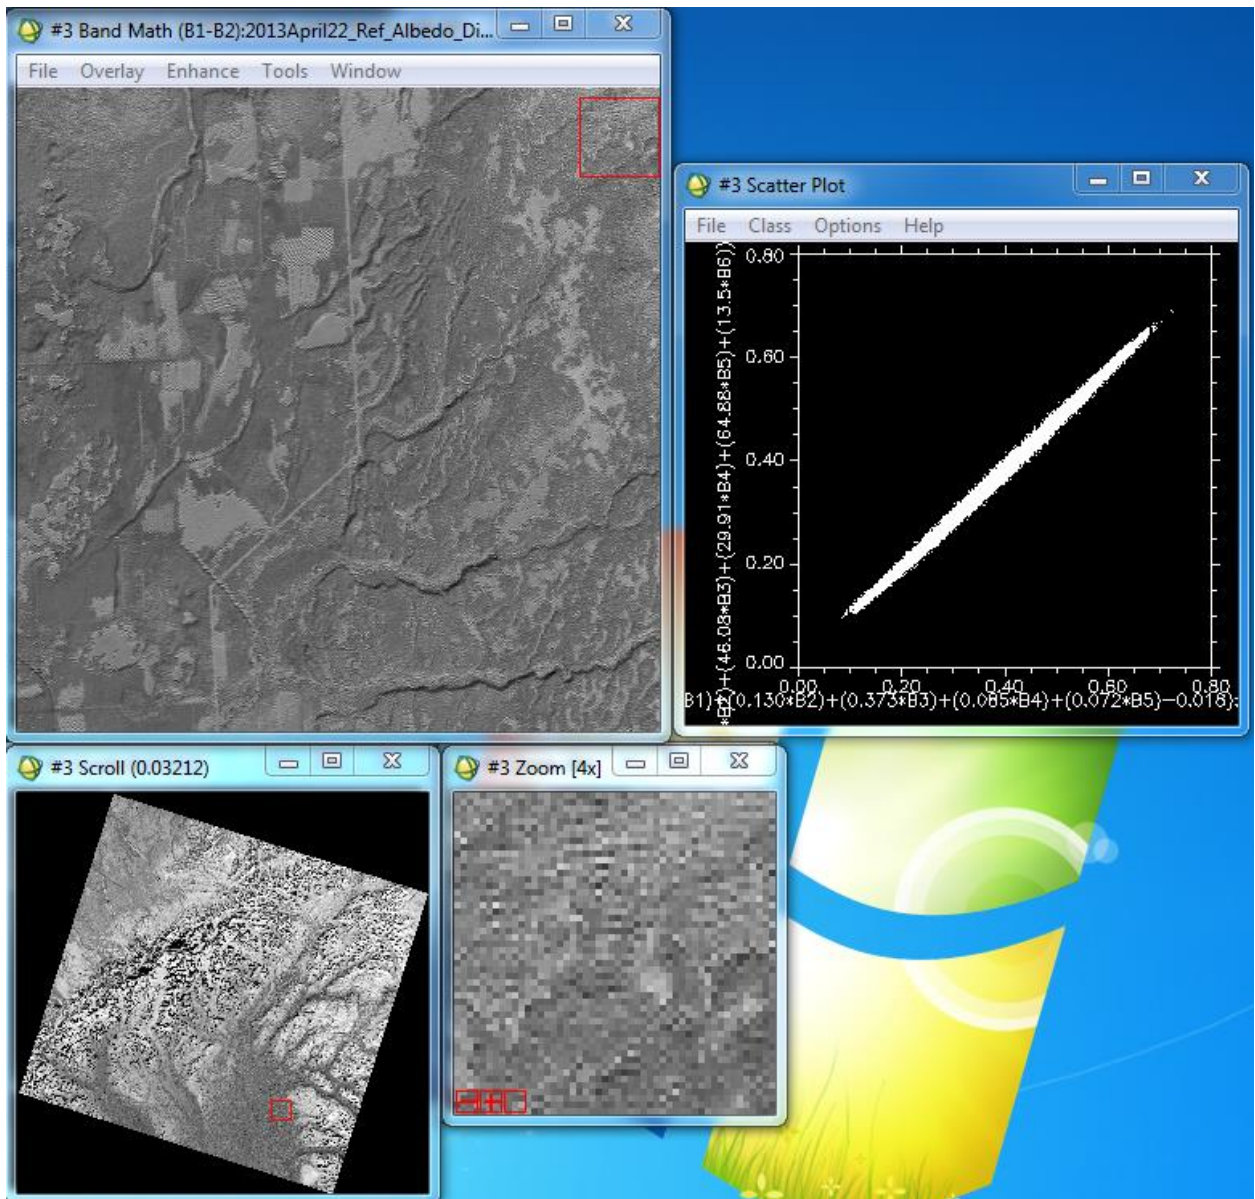 #3 Band Math (B1-B2):2013April22_Ref_Albedo_Di...
File Overlay Enhance Tools Window
#3 Scatter Plot
File Class Options Help
*B2)+(46.08*B3)+(29.91*B4)+(64.88*B5)+(13.5*B6))
0.80
0.60
0.40
0.20
0.00
0.00 0.20 0.40 0.60 0.80
B1)+(0.130*B2)+(0.373*B3)+(0.085*B4)+(0.072*B5)-0.018)
#3 Scroll (0.03212)
#3 Zoom [4x]